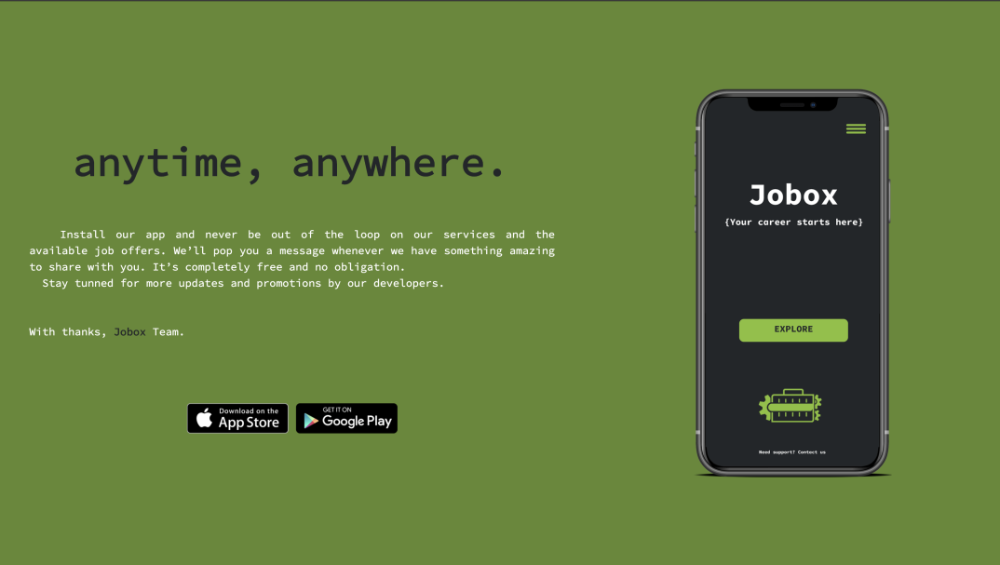 anytime, anywhere.
Install our app and never be out of the loop on our services and the
available job offers. We’ll pop you a message whenever we have something amazing
to share with you. It’s completely free and no obligation.
Stay tunned for more updates and promotions by our developers.
With thanks, Jobox Team.
Download on the
App Store
GET IT ON
Google Play
Jobox
{Your career starts here}
EXPLORE
Need support? Contact us